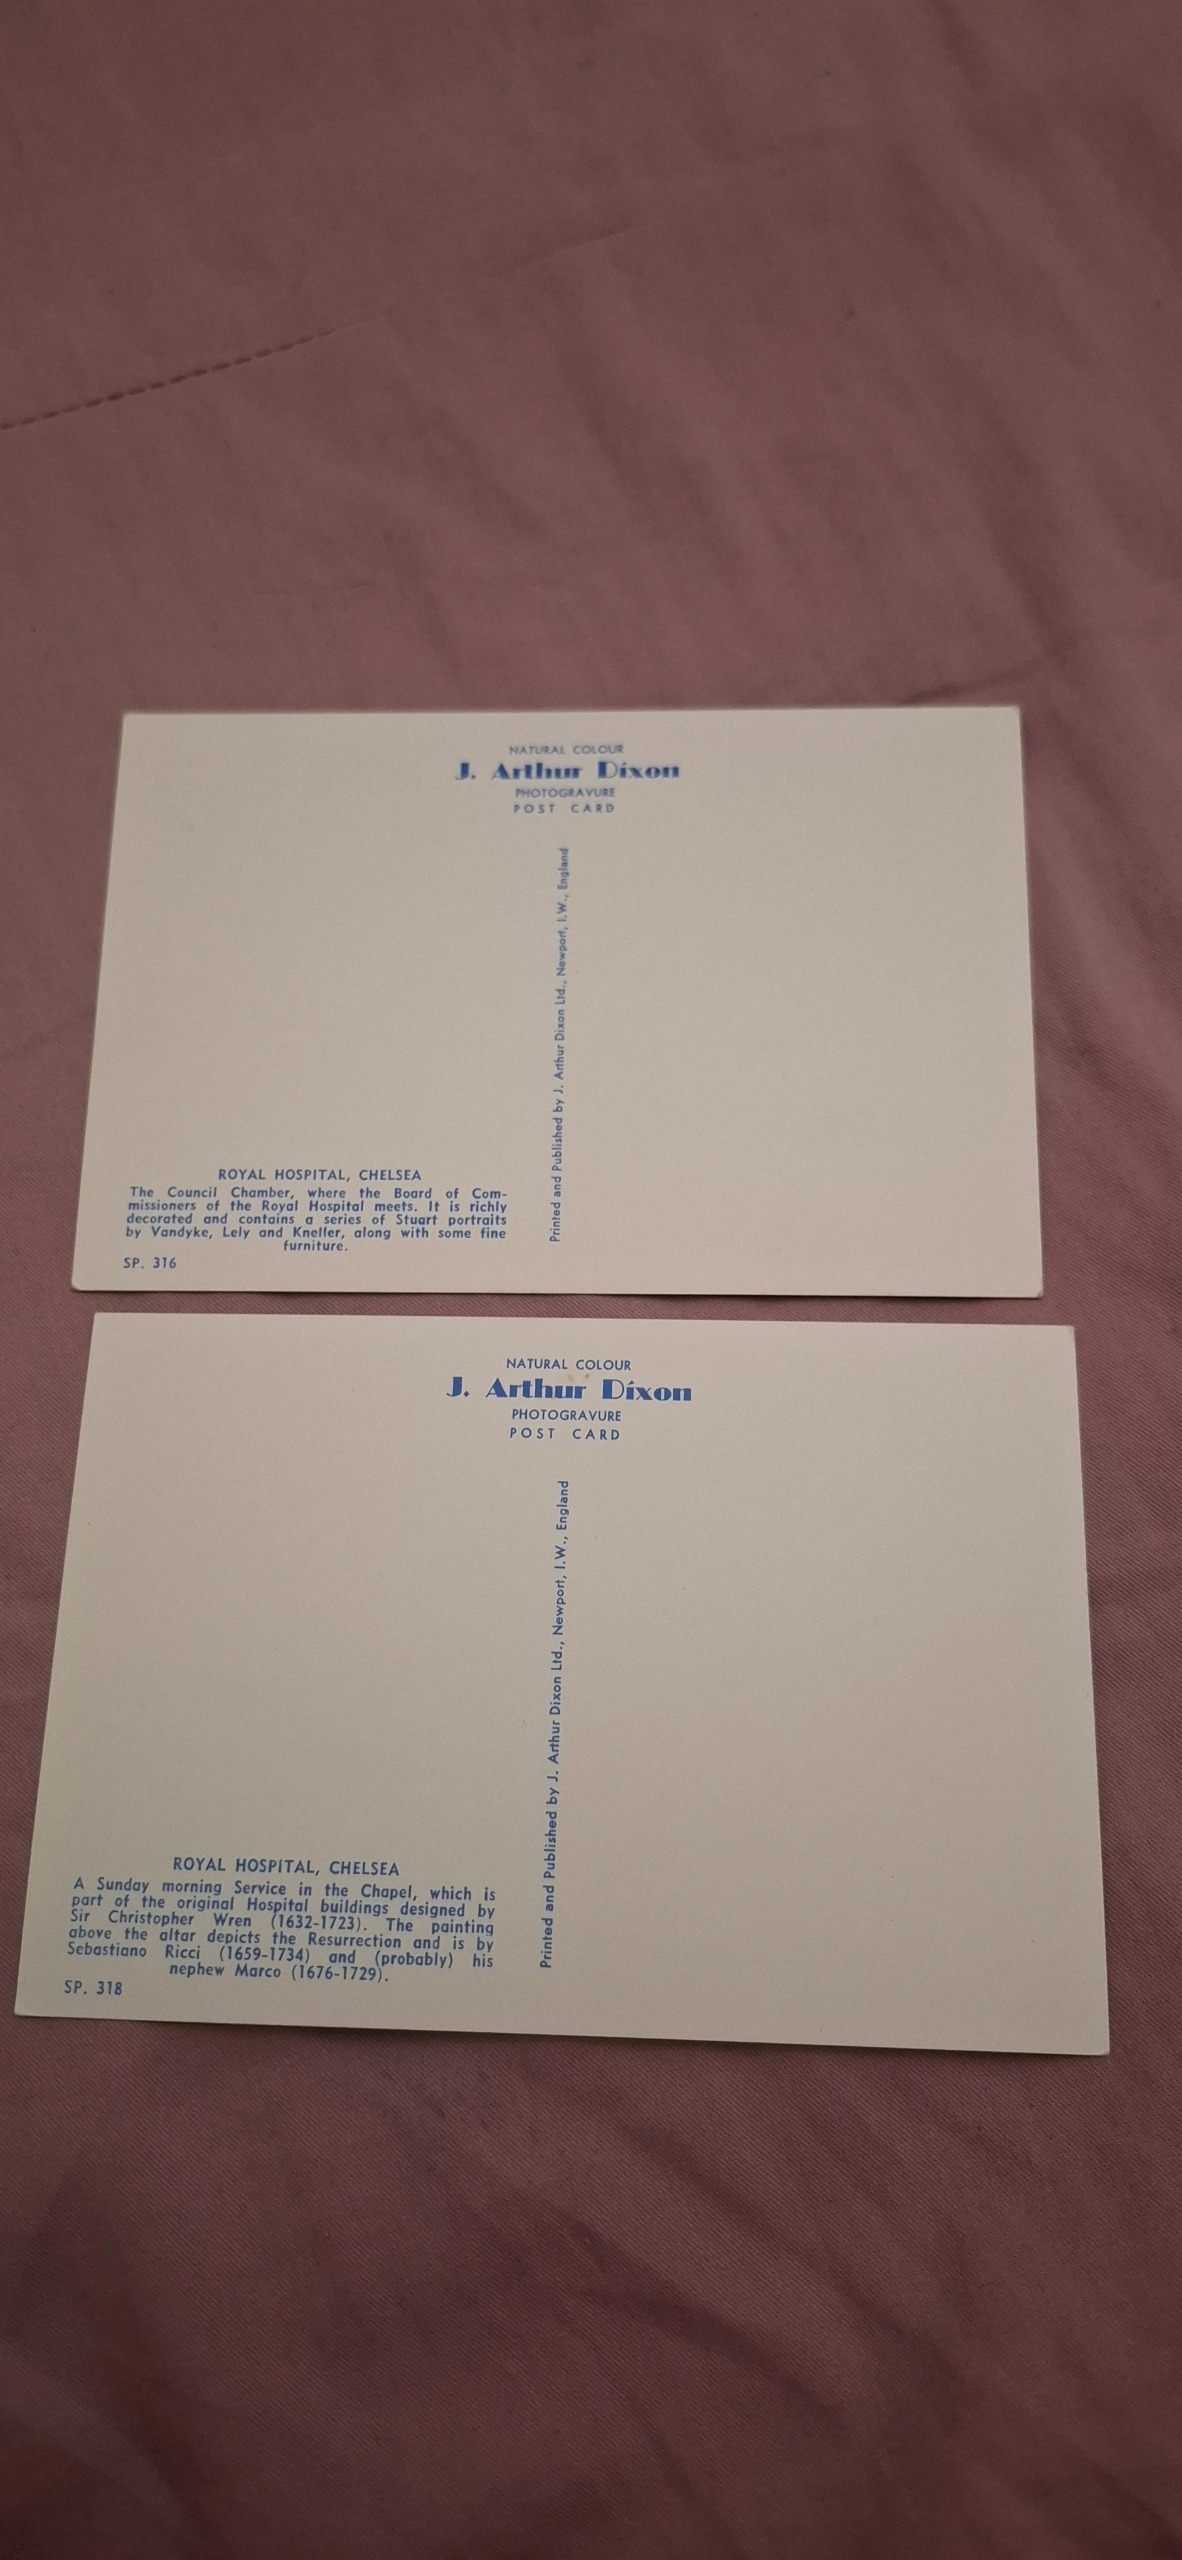 NATURAL COLOUR
J. Arthur Dixon
PHOTOGRAVURE
POST CARD
Printed and Published by J. Arthur Dixon Ltd., Newport, I.W., England
ROYAL HOSPITAL, CHELSEA
The Council Chamber, where the Board of Com-
missioners of the Royal Hospital meets. It is richly
decorated and contains a series of Stuart portraits
by Vandyke, Lely and Kneller, along with some fine
furniture.
SP. 316
NATURAL COLOUR
J. Arthur Dixon
PHOTOGRAVURE
POST CARD
Printed and Published by J. Arthur Dixon Ltd., Newport, I.W., England
ROYAL HOSPITAL, CHELSEA
A Sunday morning Service in the Chapel, which is
part of the original Hospital buildings designed by
Sir Christopher Wren (1632-1723). The painting
above the altar depicts the Resurrection and is by
Sebastiano Ricci (1659-1734) and (probably) his
nephew Marco (1676-1729).
SP. 318